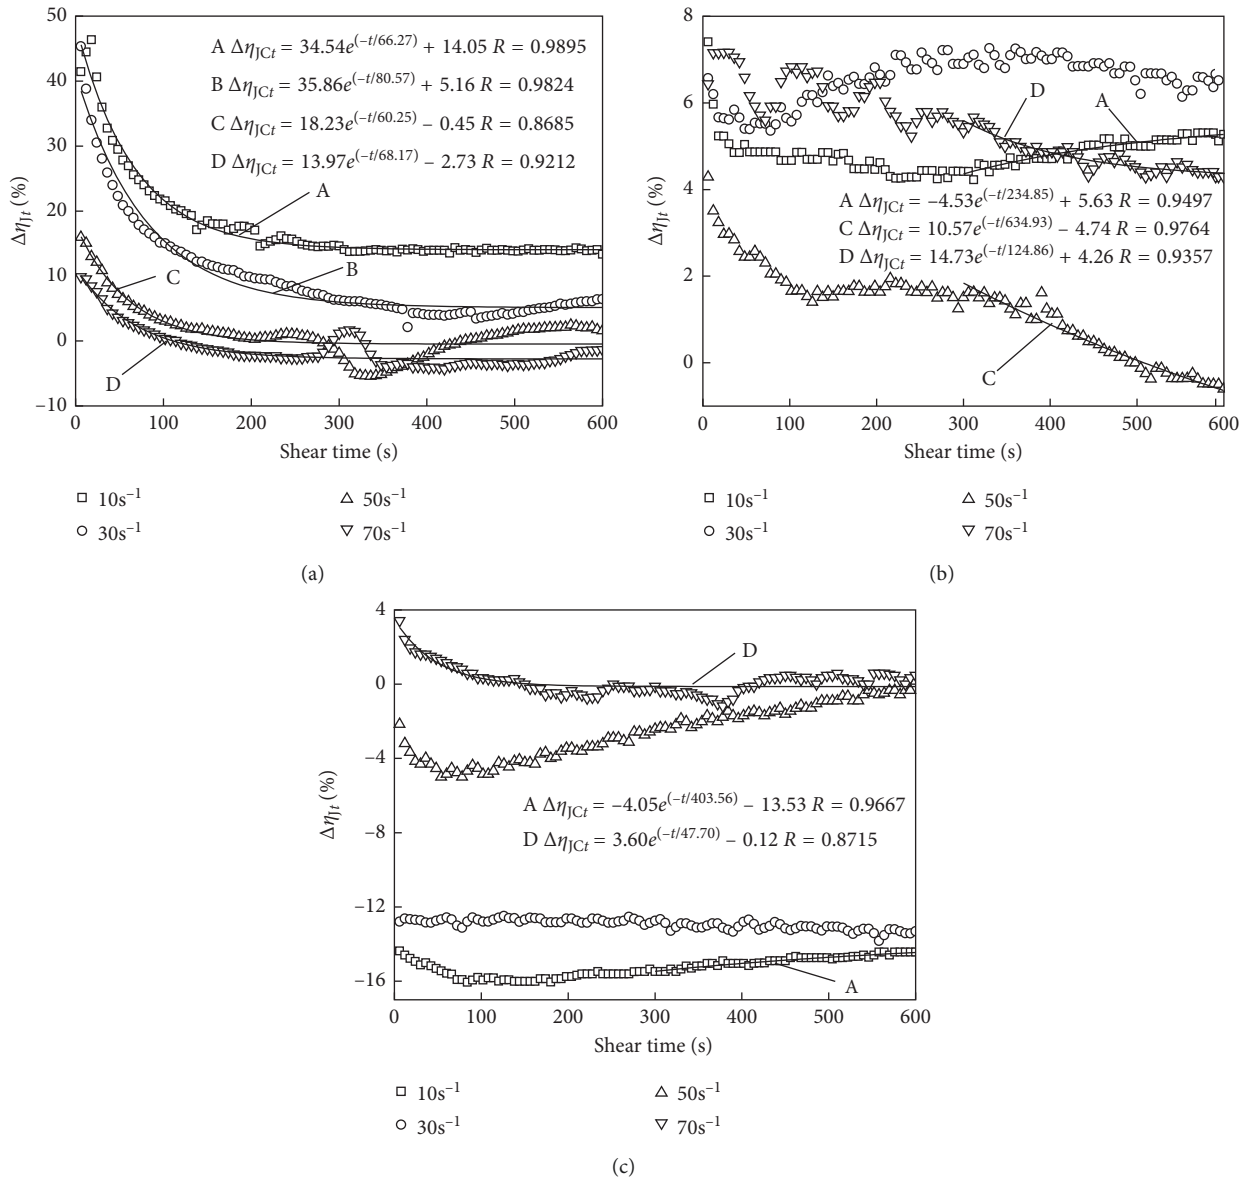 50
40
30
20
10
0
−10
Δη_Jt (%)
A Δη_JCt = 34.54e^(−t/66.27) + 14.05 R = 0.9895
B Δη_JCt = 35.86e^(−t/80.57) + 5.16 R = 0.9824
C Δη_JCt = 18.23e^(−t/60.25) – 0.45 R = 0.8685
D Δη_JCt = 13.97e^(−t/68.17) – 2.73 R = 0.9212
A
B
C
D
0 100 200 300 400 500 600
Shear time (s)
10s⁻¹ 50s⁻¹
30s⁻¹ 70s⁻¹
(a)
8
6
4
2
0
Δη_Jt (%)
D
A
A Δη_JCt = −4.53e^(−t/234.85) + 5.63 R = 0.9497
C Δη_JCt = 10.57e^(−t/634.93) – 4.74 R = 0.9764
D Δη_JCt = 14.73e^(−t/124.86) + 4.26 R = 0.9357
C
0 100 200 300 400 500 600
Shear time (s)
10s⁻¹ 50s⁻¹
30s⁻¹ 70s⁻¹
(b)
4
0
−4
−8
−12
−16
Δη_Jt (%)
D
A Δη_JCt = −4.05e^(−t/403.56) – 13.53 R = 0.9667
D Δη_JCt = 3.60e^(−t/47.70) – 0.12 R = 0.8715
A
0 100 200 300 400 500 600
Shear time (s)
10s⁻¹ 50s⁻¹
30s⁻¹ 70s⁻¹
(c)